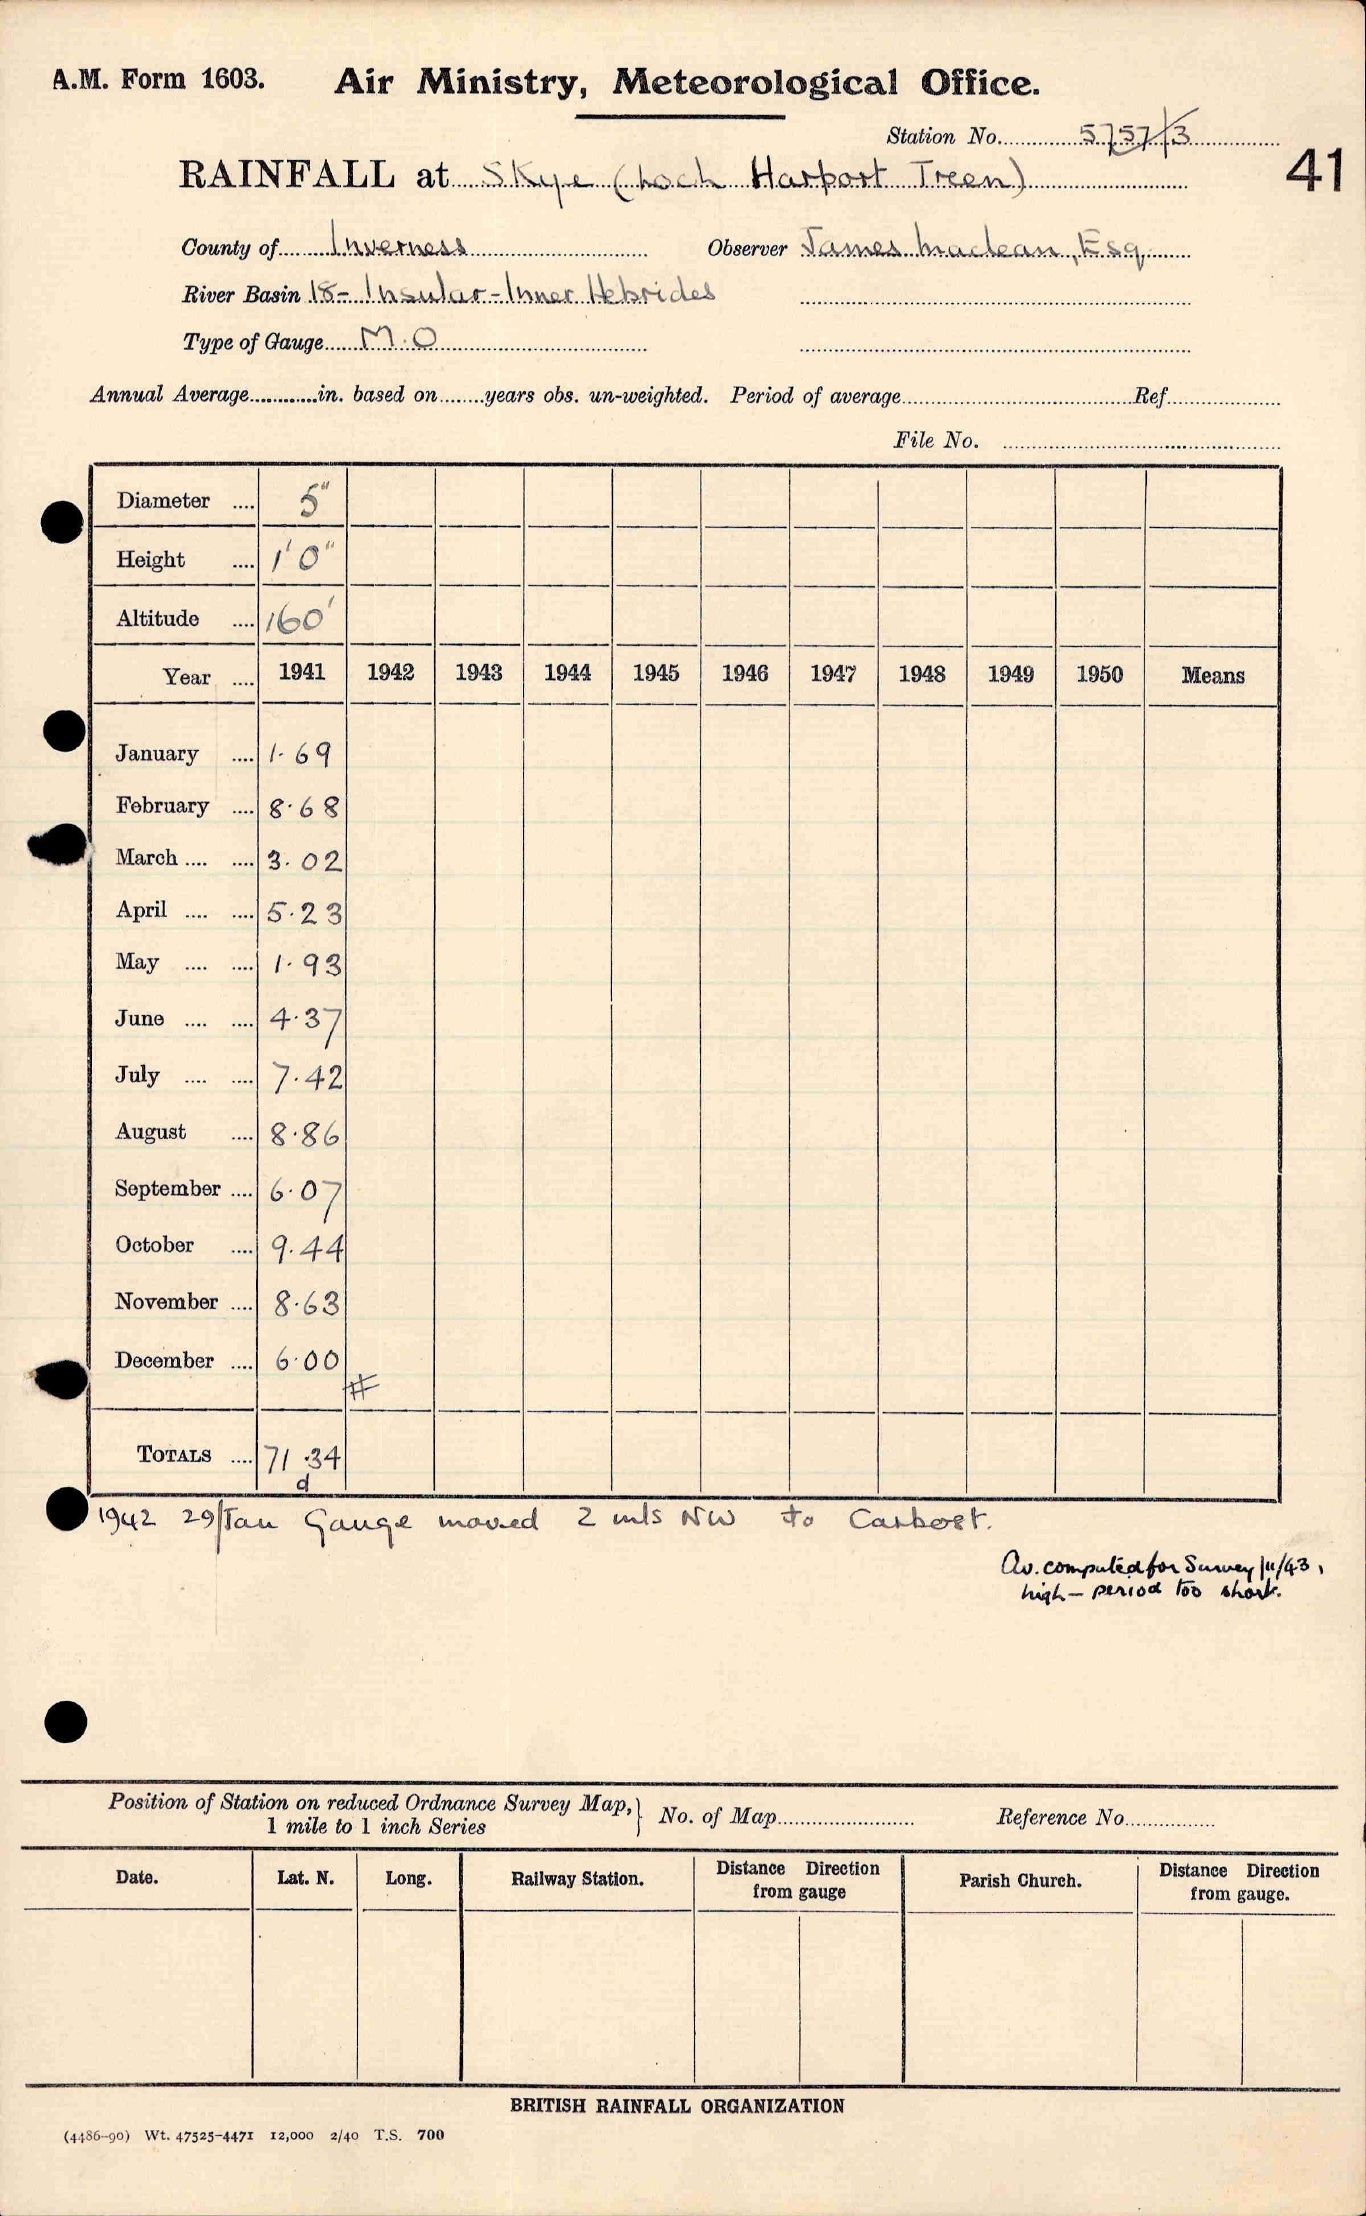 A.M. Form 1603. Air Ministry, Meteorological Office.
Station No. 5757/3
41
RAINFALL at Skye (Loch Harport Treen)
County of Inverness Observer James Maclean, Esq
River Basin 18- Insular-Inner Hebrides
Type of Gauge M.O
Annual Average in. based on years obs. un-weighted. Period of average Ref
File No.
Diameter .... 5"
Height .... 1'0"
Altitude .... 160'
Year .... 1941 1942 1943 1944 1945 1946 1947 1948 1949 1950 Means
January .... 1.69
February .... 8.68
March .... .... 3.02
April .... .... 5.23
May .... .... 1.93
June .... .... 4.37
July .... .... 7.42
August .... 8.86
September .... 6.07
October .... 9.44
November .... 8.63
December .... 6.00
#
TOTALS .... 71.34
d
1942 29/Jan Gauge moved 2 mls NW to Carbost.
Av. computed for Survey 11/43,
high - period too short.
Position of Station on reduced Ordnance Survey Map, } No. of Map Reference No.
1 mile to 1 inch Series
Date. Lat. N. Long. Railway Station. Distance Direction from gauge Parish Church. Distance Direction from gauge.
BRITISH RAINFALL ORGANIZATION
(4486-90) Wt. 47525-4471 12,000 2/40 T.S. 700